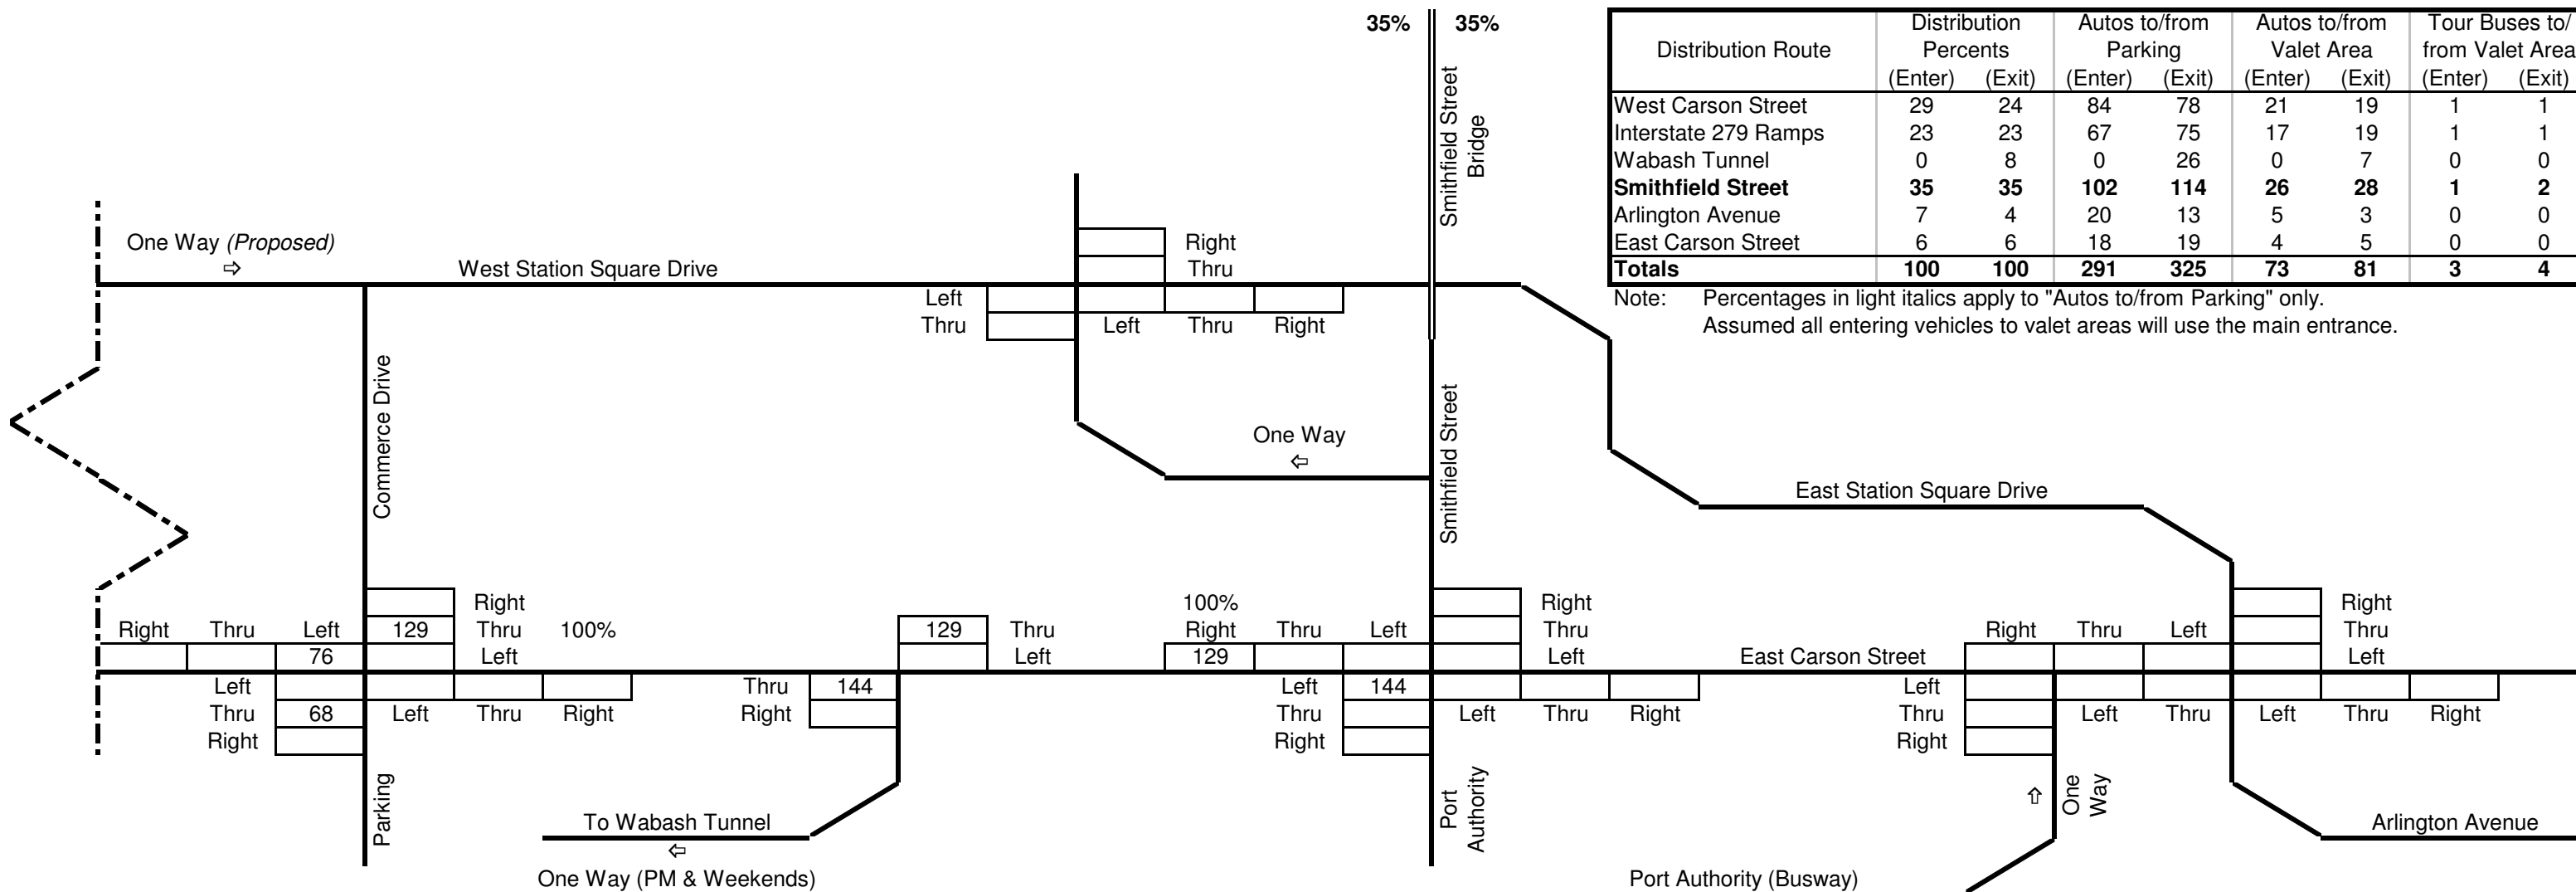 35% 35%
Smithfield Street
Bridge
Distribution Autos to/from Autos to/from Tour Buses to/
Distribution Route Percents Parking Valet Area from Valet Area
(Enter) (Exit) (Enter) (Exit) (Enter) (Exit) (Enter) (Exit)
West Carson Street 29 24 84 78 21 19 1 1
Interstate 279 Ramps 23 23 67 75 17 19 1 1
Wabash Tunnel 0 8 0 26 0 7 0 0
Smithfield Street 35 35 102 114 26 28 1 2
Arlington Avenue 7 4 20 13 5 3 0 0
East Carson Street 6 6 18 19 4 5 0 0
Totals 100 100 291 325 73 81 3 4
Note: Percentages in light italics apply to "Autos to/from Parking" only.
Assumed all entering vehicles to valet areas will use the main entrance.
One Way (Proposed)
⇨
West Station Square Drive
Right
Thru
Left
Thru
Left Thru Right
Commerce Drive
One Way
⇦
Smithfield Street
East Station Square Drive
Right Thru Left
76
129
Right
Thru 100%
Left
Left
Thru 68
Right
Left Thru Right
129 Thru
Left
Thru 144
Right
100%
Right Thru Left
129
Right
Thru
Left
Left 144
Thru
Right
Left Thru Right
East Carson Street
Right Thru Left
Right
Thru
Left
Left
Thru
Right
Left Thru Left Thru Right
Parking
To Wabash Tunnel
⇦
One Way (PM & Weekends)
Port
Authority
⇧
One
Way
Arlington Avenue
Port Authority (Busway)